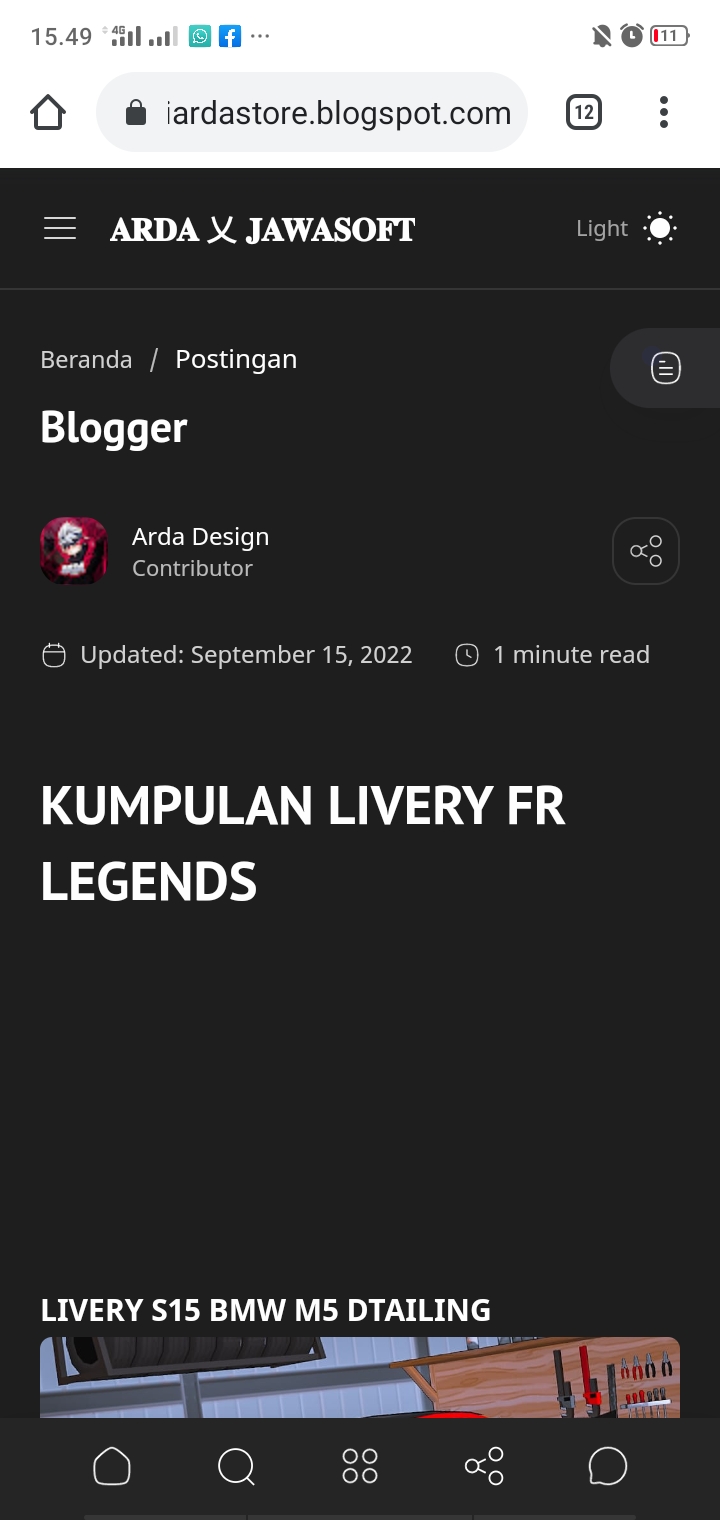 15.49 4G 11
iardastore.blogspot.com 12
ARDA 乂 JAWASOFT Light
Beranda / Postingan
Blogger
Arda Design
Contributor
Updated: September 15, 2022 1 minute read
KUMPULAN LIVERY FR
LEGENDS
LIVERY S15 BMW M5 DTAILING